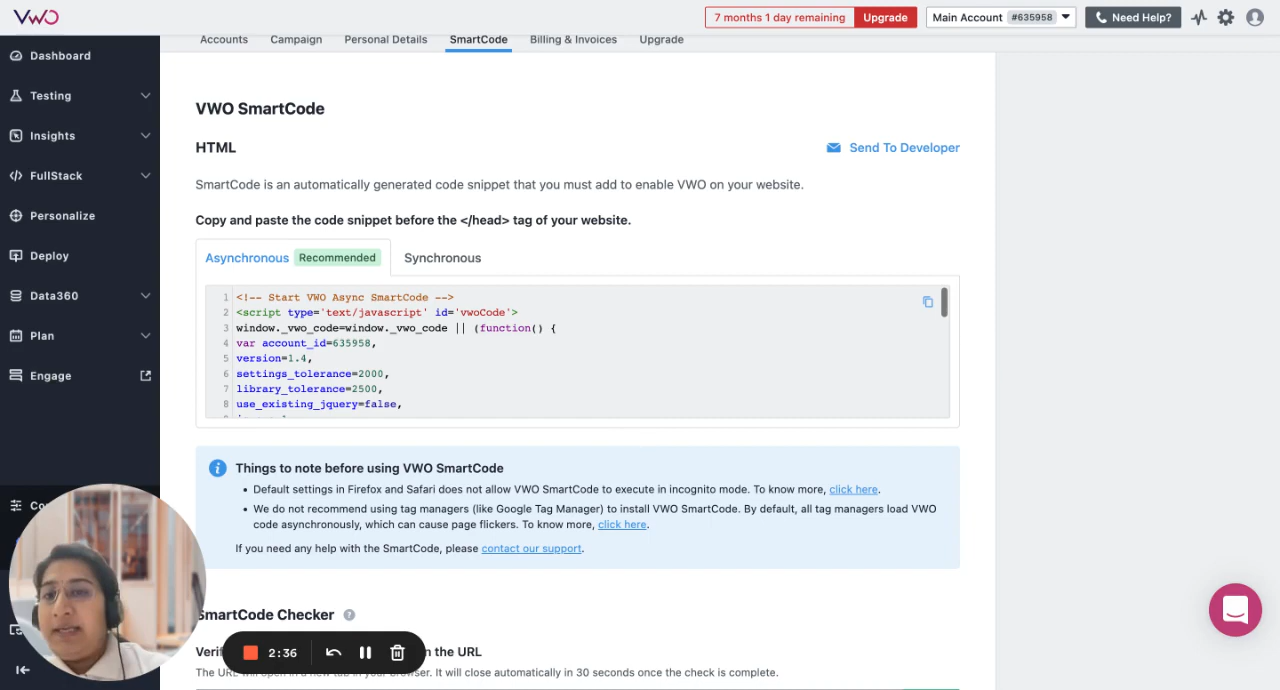 VWO
7 months 1 day remaining
Upgrade
Main Account #635958
Need Help?
Accounts
Campaign
Personal Details
SmartCode
Billing & Invoices
Upgrade
Dashboard
Testing
Insights
FullStack
Personalize
Deploy
Data360
Plan
Engage
VWO SmartCode
HTML
Send To Developer
SmartCode is an automatically generated code snippet that you must add to enable VWO on your website.
Copy and paste the code snippet before the </head> tag of your website.
Asynchronous Recommended
Synchronous
1 <!-- Start VWO Async SmartCode -->
2 <script type='text/javascript' id='vwoCode'>
3 window._vwo_code=window._vwo_code || (function() {
4 var account_id=635958,
5 version=1.4,
6 settings_tolerance=2000,
7 library_tolerance=2500,
8 use_existing_jquery=false,
Things to note before using VWO SmartCode
• Default settings in Firefox and Safari does not allow VWO SmartCode to execute in incognito mode. To know more, click here.
• We do not recommend using tag managers (like Google Tag Manager) to install VWO SmartCode. By default, all tag managers load VWO
code asynchronously, which can cause page flickers. To know more, click here.
If you need any help with the SmartCode, please contact our support.
SmartCode Checker
2:36
in the URL
The URL will open in a new tab in your browser. It will close automatically in 30 seconds once the check is complete.